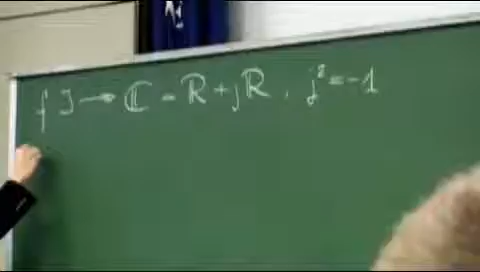 f I → ℂ = ℝ + jℝ, j² = -1